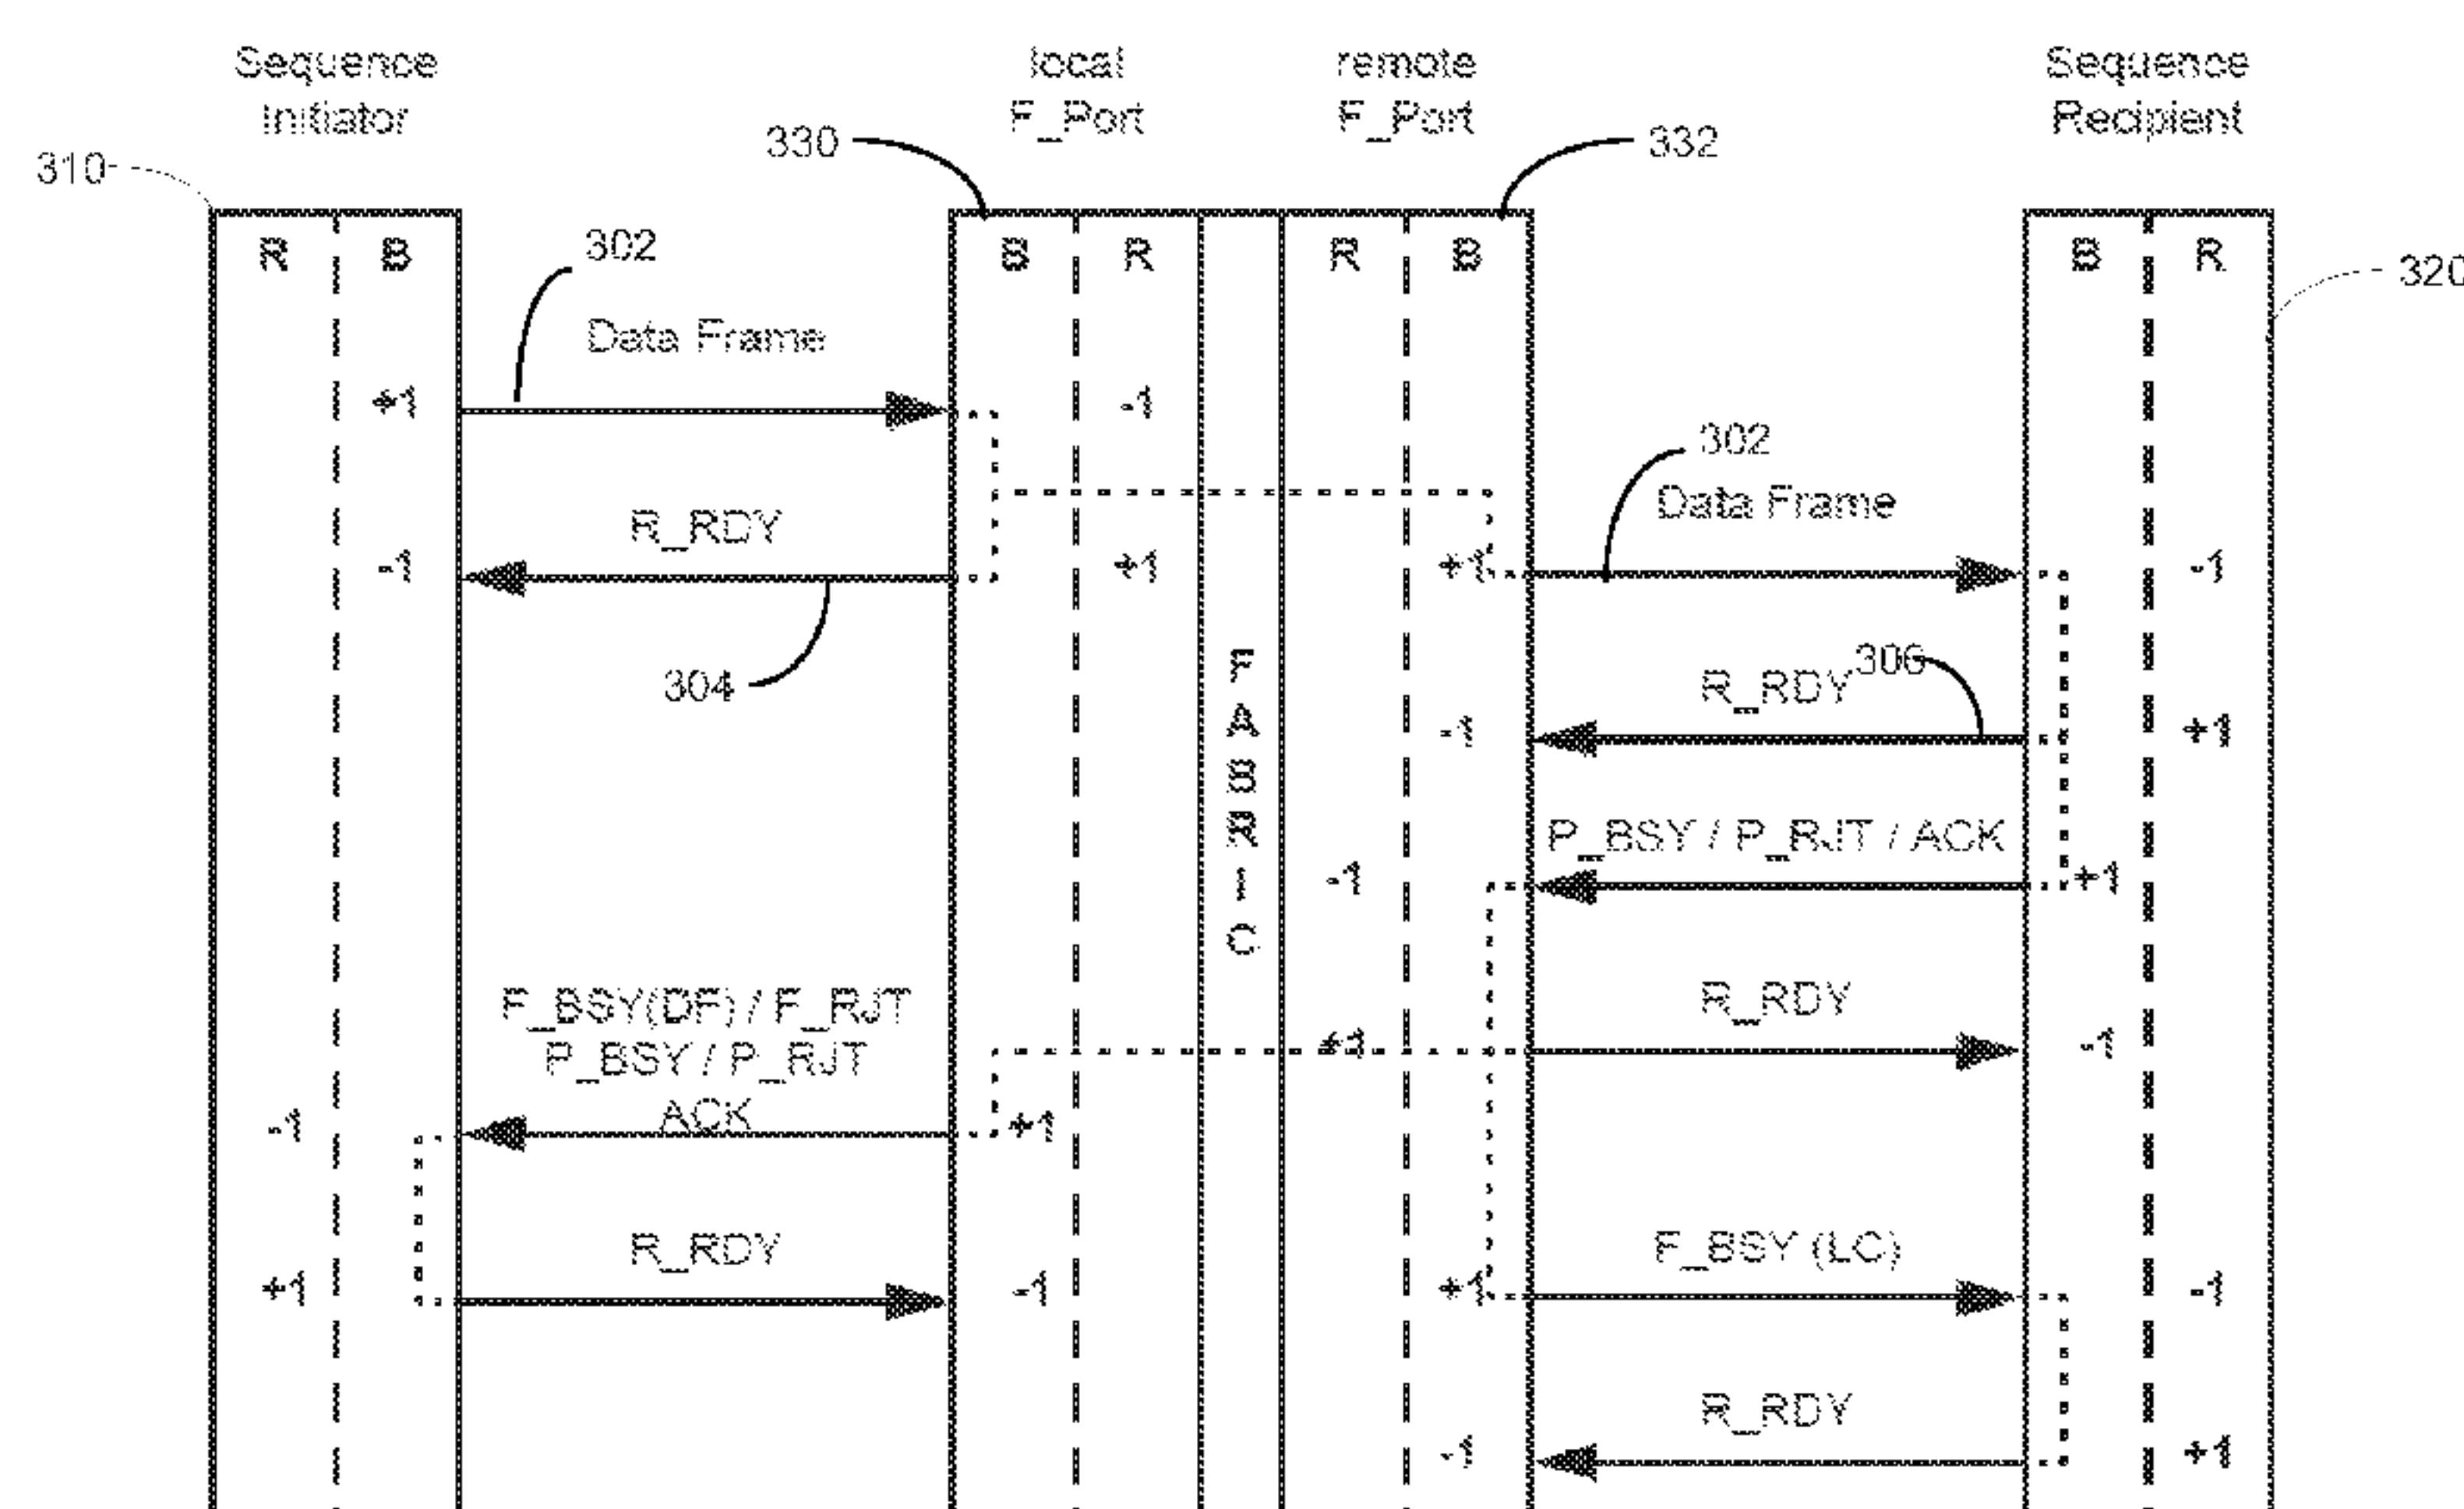 Sequence
Initiator
local
F_Port
remote
F_Port
Sequence
Recipient
310
330
332
320
R B
B R
R B
B R
302
Data Frame
+1
-1
302
Data Frame
R_RDY
-1
+1
+1
-1
304
R_RDY
306
-1
+1
FABRIC
P_BSY / P_RJT / ACK
-1
+1
F_BSY(DF) / F_RJT
P_BSY / P_RJT
ACK
R_RDY
+1
-1
-1
+1
R_RDY
+1
-1
F_BSY (LC)
+1
-1
R_RDY
-1
+1